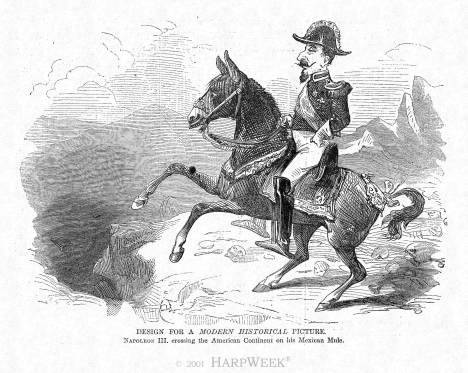 DESIGN FOR A MODERN HISTORICAL PICTURE.
NAPOLEON III. crossing the American Continent on his Mexican Mule.
© 2001 HARPWEEK®